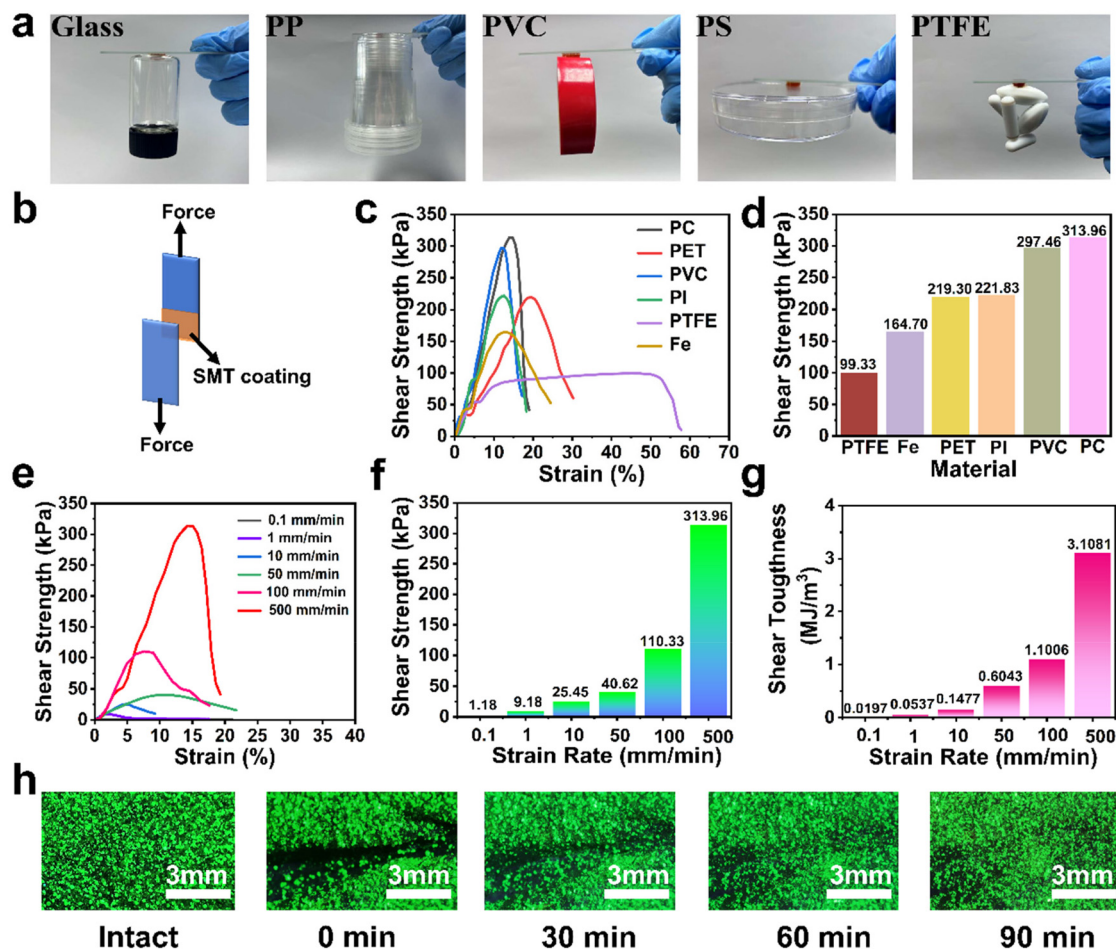 a
Glass
PP
PVC
PS
PTFE
b
Force
SMT coating
Force
c
Shear Strength (kPa)
350
300
250
200
150
100
50
0
PC
PET
PVC
PI
PTFE
Fe
0 10 20 30 40 50 60 70
Strain (%)
d
Shear Strength (kPa)
350
300
250
200
150
100
50
0
99.33
164.70
219.30
221.83
297.46
313.96
PTFE Fe PET PI PVC PC
Material
e
Shear Strength (kPa)
350
300
250
200
150
100
50
0
0.1 mm/min
1 mm/min
10 mm/min
50 mm/min
100 mm/min
500 mm/min
0 5 10 15 20 25 30 35 40
Strain (%)
f
Shear Strength (kPa)
350
300
250
200
150
100
50
0
1.18
9.18
25.45
40.62
110.33
313.96
0.1 1 10 50 100 500
Strain Rate (mm/min)
g
Shear Tougthness
(MJ/m³)
4
3
2
1
0
0.0197
0.0537
0.1477
0.6043
1.1006
3.1081
0.1 1 10 50 100 500
Strain Rate (mm/min)
h
3mm
3mm
3mm
3mm
3mm
Intact
0 min
30 min
60 min
90 min